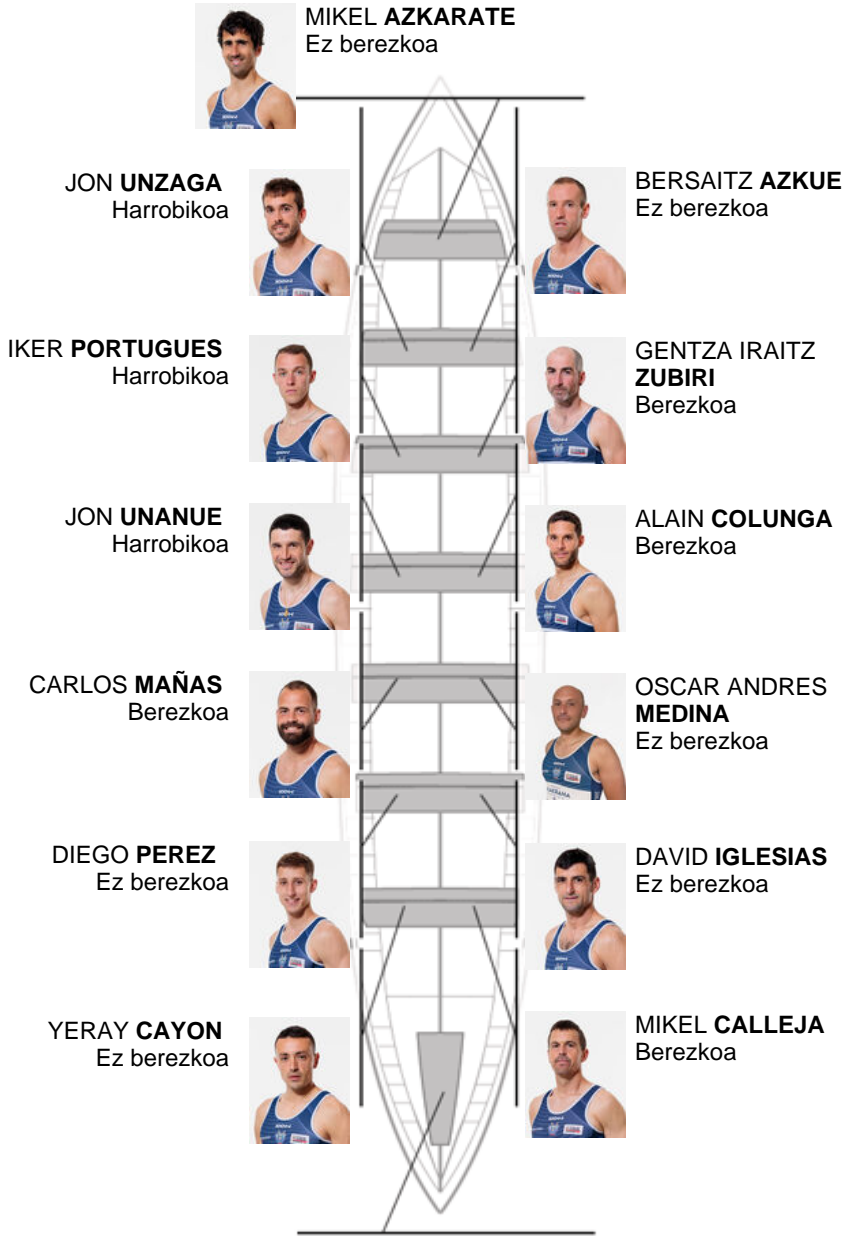 MIKEL AZKARATE
Ez berezkoa
JON UNZAGA
Harrobikoa
BERSAITZ AZKUE
Ez berezkoa
IKER PORTUGUES
Harrobikoa
GENTZA IRAITZ
ZUBIRI
Berezkoa
JON UNANUE
Harrobikoa
ALAIN COLUNGA
Berezkoa
CARLOS MAÑAS
Berezkoa
OSCAR ANDRES
MEDINA
Ez berezkoa
DIEGO PEREZ
Ez berezkoa
DAVID IGLESIAS
Ez berezkoa
YERAY CAYON
Ez berezkoa
MIKEL CALLEJA
Berezkoa